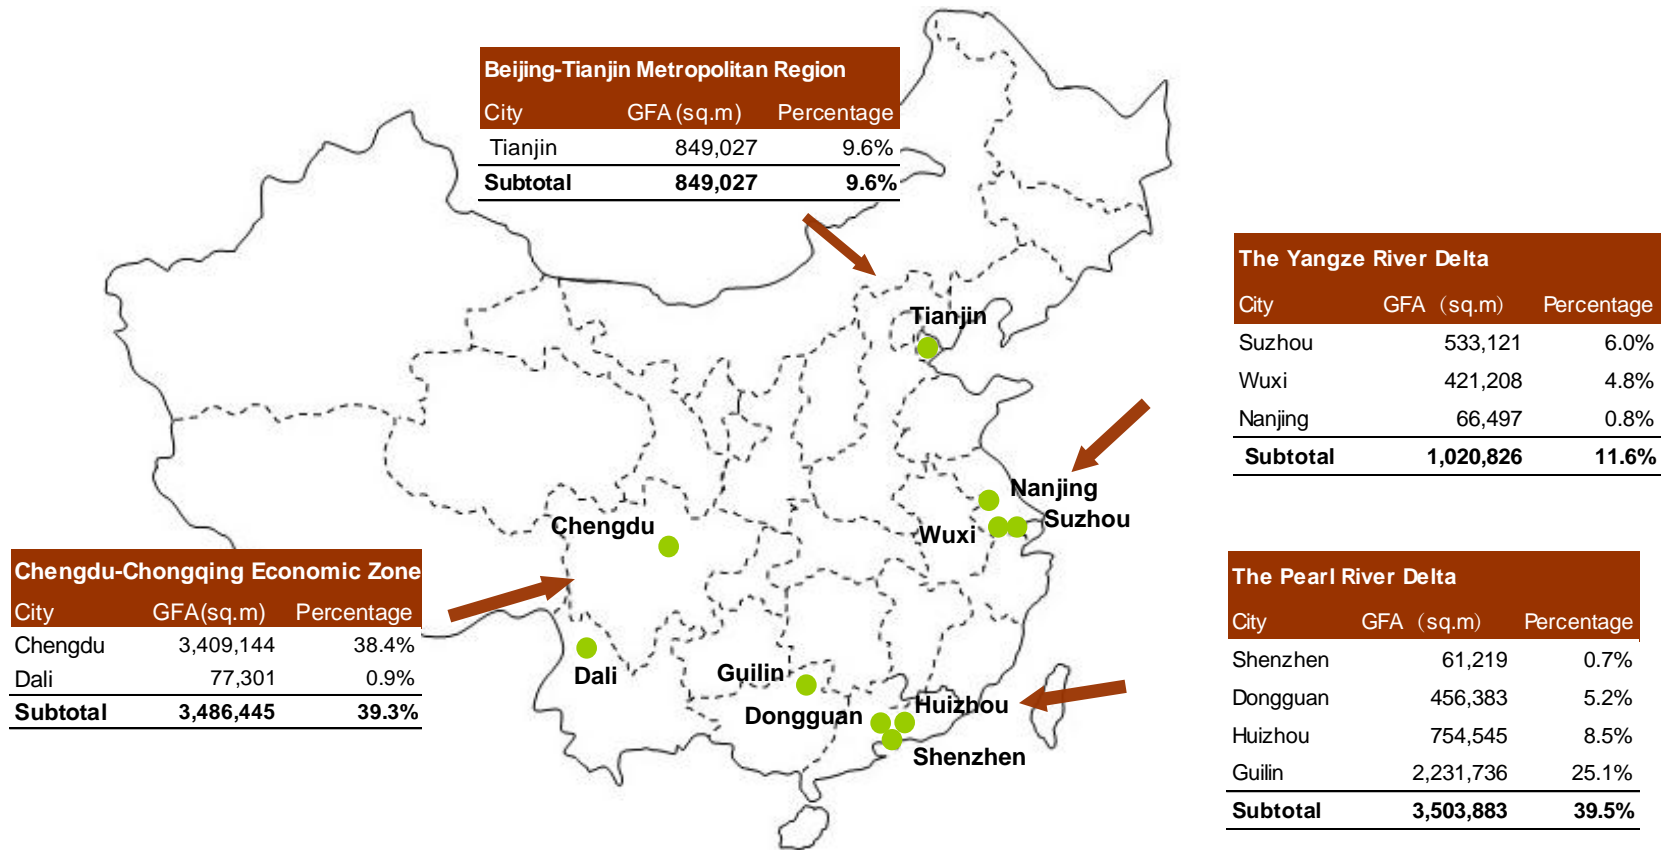 Beijing-Tianjin Metropolitan Region
City GFA (sq.m) Percentage
Tianjin 849,027 9.6%
Subtotal 849,027 9.6%
The Yangze River Delta
City GFA （sq.m） Percentage
Suzhou 533,121 6.0%
Wuxi 421,208 4.8%
Nanjing 66,497 0.8%
Subtotal 1,020,826 11.6%
Tianjin
Nanjing
Suzhou
Wuxi
Chengdu
Chengdu-Chongqing Economic Zone
City GFA(sq.m) Percentage
Chengdu 3,409,144 38.4%
Dali 77,301 0.9%
Subtotal 3,486,445 39.3%
Dali
Guilin
Huizhou
Dongguan
Shenzhen
The Pearl River Delta
City GFA （sq.m） Percentage
Shenzhen 61,219 0.7%
Dongguan 456,383 5.2%
Huizhou 754,545 8.5%
Guilin 2,231,736 25.1%
Subtotal 3,503,883 39.5%